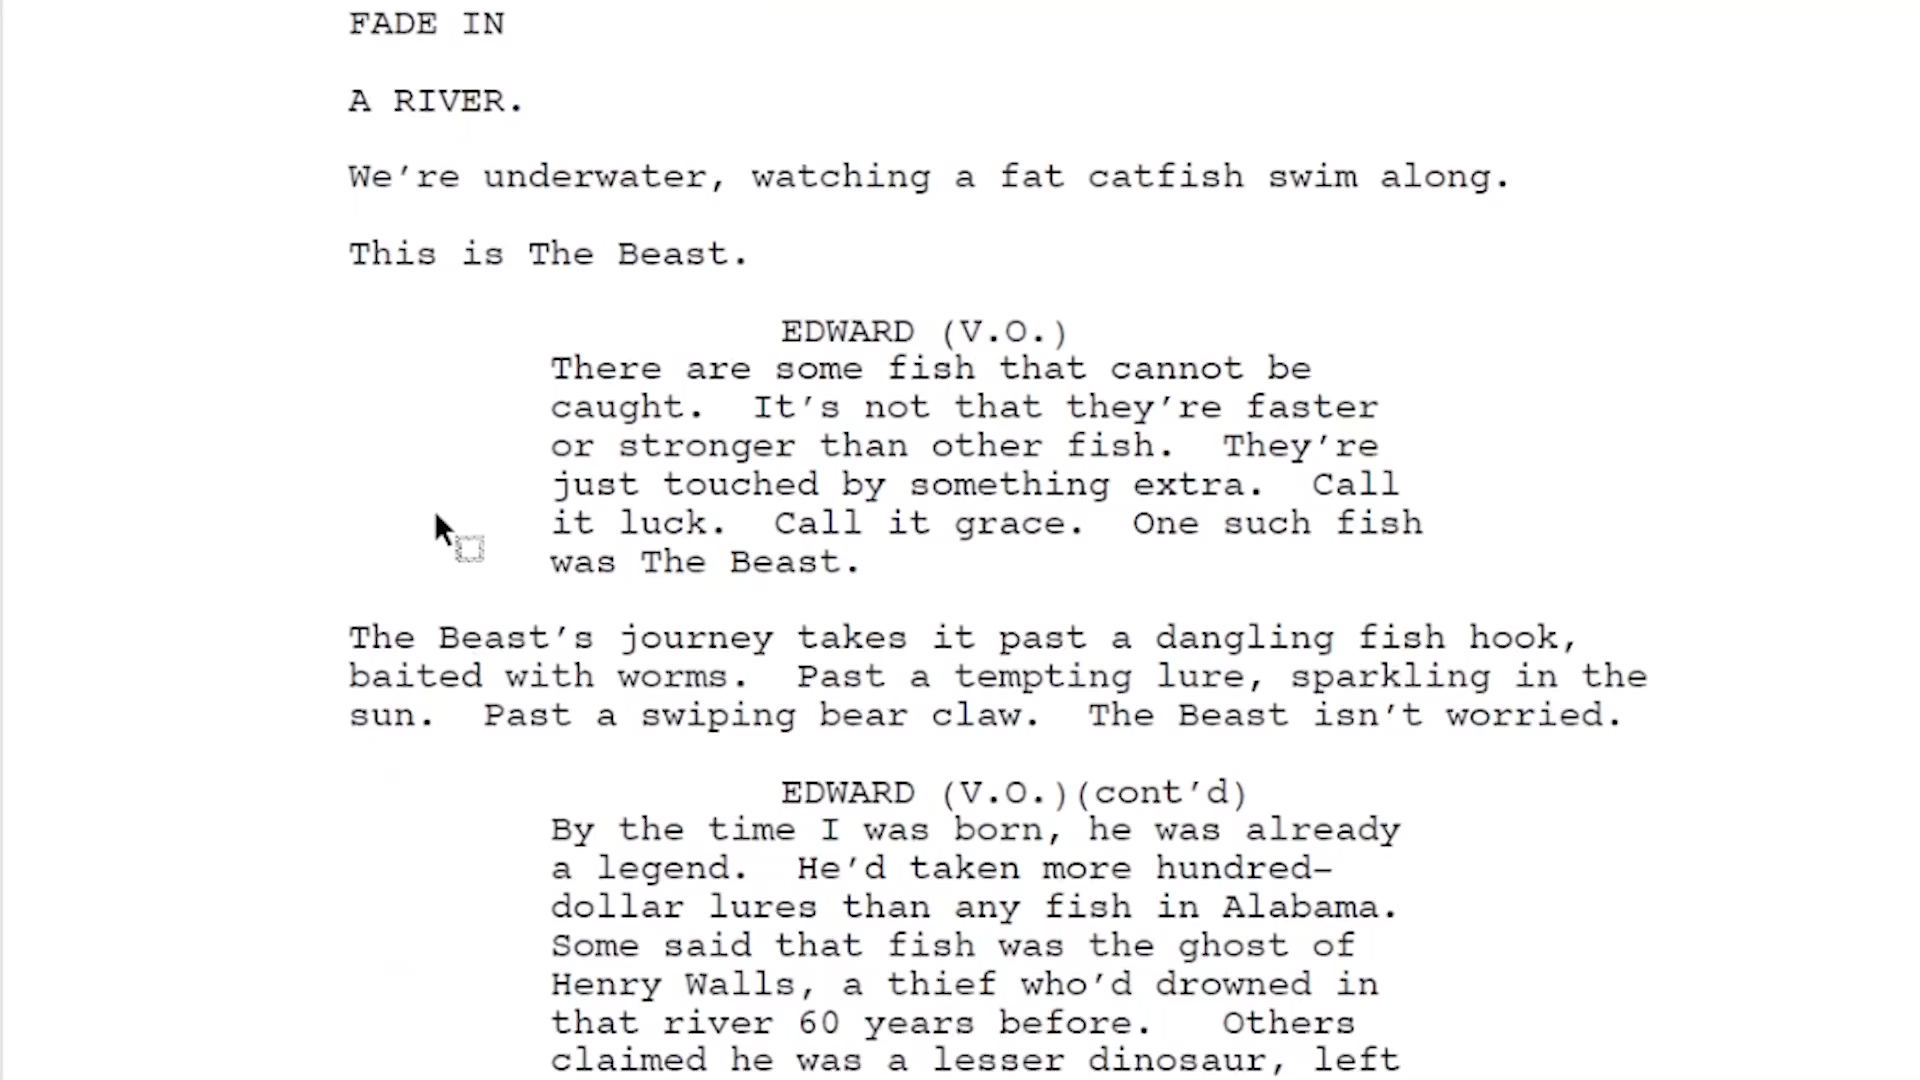 FADE IN
A RIVER.
We're underwater, watching a fat catfish swim along.
This is The Beast.
EDWARD (V.O.)
There are some fish that cannot be
caught.  It's not that they're faster
or stronger than other fish.  They're
just touched by something extra.  Call
it luck.  Call it grace.  One such fish
was The Beast.
The Beast's journey takes it past a dangling fish hook,
baited with worms.  Past a tempting lure, sparkling in the
sun.  Past a swiping bear claw.  The Beast isn't worried.
EDWARD (V.O.)(cont'd)
By the time I was born, he was already
a legend.  He'd taken more hundred-
dollar lures than any fish in Alabama.
Some said that fish was the ghost of
Henry Walls, a thief who'd drowned in
that river 60 years before.   Others
claimed he was a lesser dinosaur, left